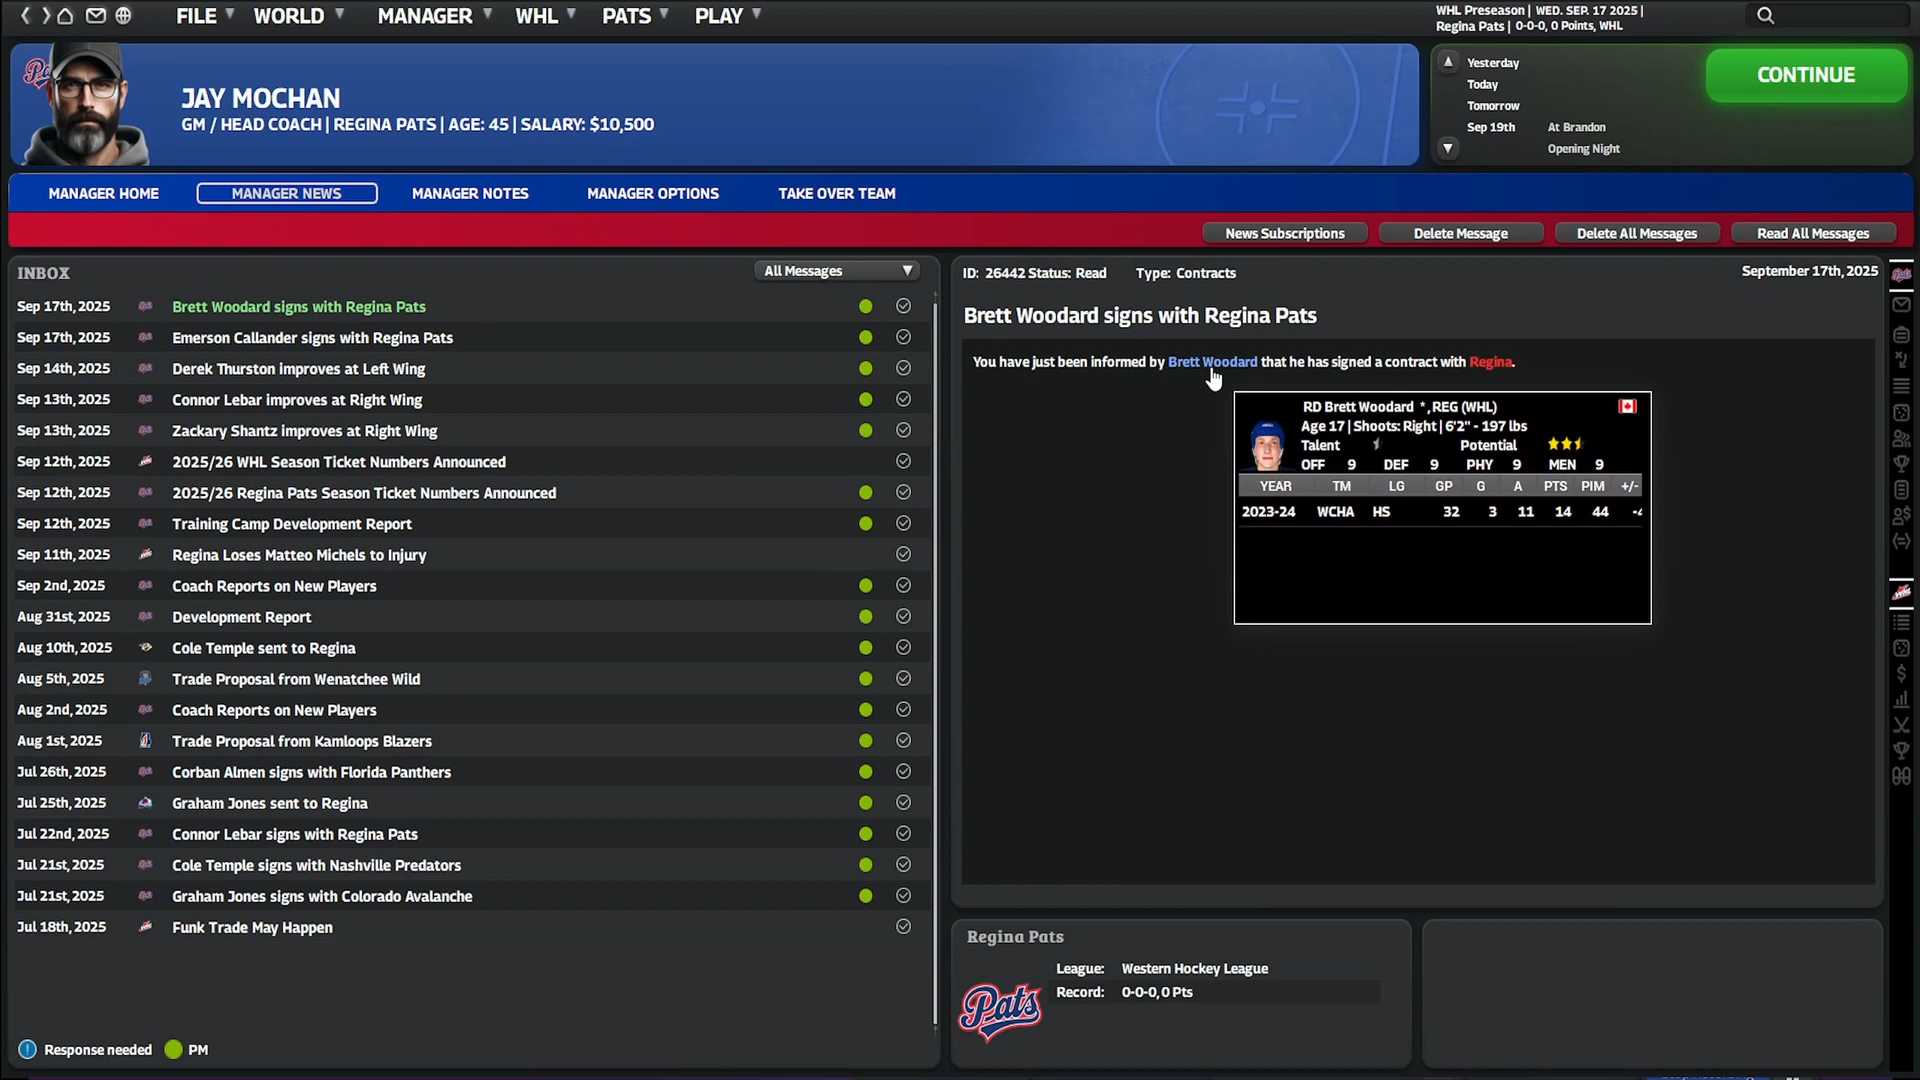 FILE WORLD MANAGER WHL PATS PLAY
WHL Preseason | WED. SEP. 17 2025 |
Regina Pats | 0-0-0, 0 Points, WHL
JAY MOCHAN
GM / HEAD COACH | REGINA PATS | AGE: 45 | SALARY: $10,500
Yesterday
Today
Tomorrow
Sep 19th At Brandon
Opening Night
CONTINUE
MANAGER HOME MANAGER NEWS MANAGER NOTES MANAGER OPTIONS TAKE OVER TEAM
News Subscriptions Delete Message Delete All Messages Read All Messages
INBOX All Messages
Sep 17th, 2025 Brett Woodard signs with Regina Pats
Sep 17th, 2025 Emerson Callander signs with Regina Pats
Sep 14th, 2025 Derek Thurston improves at Left Wing
Sep 13th, 2025 Connor Lebar improves at Right Wing
Sep 13th, 2025 Zackary Shantz improves at Right Wing
Sep 12th, 2025 2025/26 WHL Season Ticket Numbers Announced
Sep 12th, 2025 2025/26 Regina Pats Season Ticket Numbers Announced
Sep 12th, 2025 Training Camp Development Report
Sep 11th, 2025 Regina Loses Matteo Michels to Injury
Sep 2nd, 2025 Coach Reports on New Players
Aug 31st, 2025 Development Report
Aug 10th, 2025 Cole Temple sent to Regina
Aug 5th, 2025 Trade Proposal from Wenatchee Wild
Aug 2nd, 2025 Coach Reports on New Players
Aug 1st, 2025 Trade Proposal from Kamloops Blazers
Jul 26th, 2025 Corban Almen signs with Florida Panthers
Jul 25th, 2025 Graham Jones sent to Regina
Jul 22nd, 2025 Connor Lebar signs with Regina Pats
Jul 21st, 2025 Cole Temple signs with Nashville Predators
Jul 21st, 2025 Graham Jones signs with Colorado Avalanche
Jul 18th, 2025 Funk Trade May Happen
Response needed PM
ID: 26442 Status: Read Type: Contracts September 17th, 2025
Brett Woodard signs with Regina Pats
You have just been informed by Brett Woodard that he has signed a contract with Regina.
RD Brett Woodard *, REG (WHL)
Age 17 | Shoots: Right | 6'2" - 197 lbs
Talent Potential
OFF 9 DEF 9 PHY 9 MEN 9
YEAR TM LG GP G A PTS PIM +/-
2023-24 WCHA HS 32 3 11 14 44
Regina Pats
Pats
League: Western Hockey League
Record: 0-0-0, 0 Pts